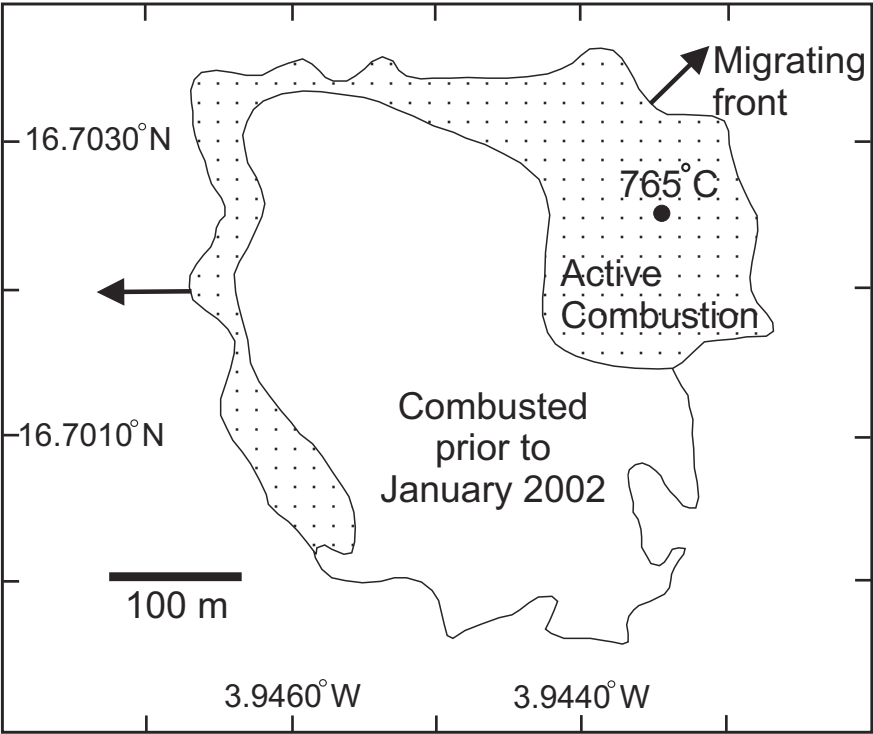 Migrating
front
16.7030°N
765°C
Active
Combustion
Combusted
prior to
January 2002
16.7010°N
100 m
3.9460°W
3.9440°W